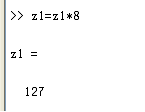 >> z1=z1*8
z1 =
127